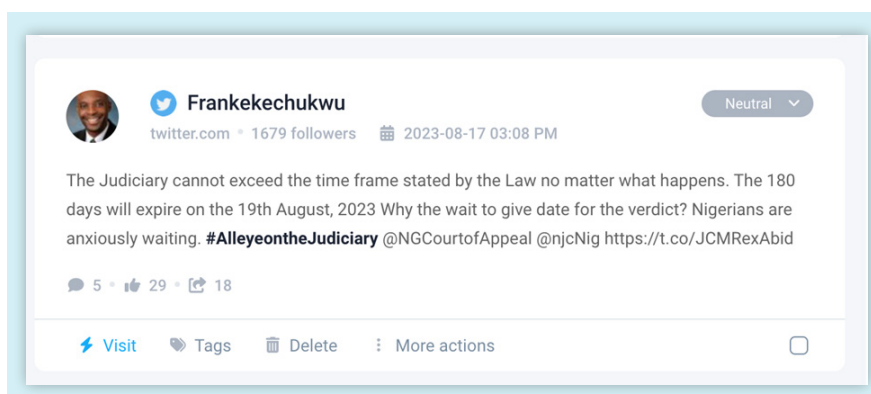 Frankekechukwu
Neutral
twitter.com • 1679 followers 2023-08-17 03:08 PM
The Judiciary cannot exceed the time frame stated by the Law no matter what happens. The 180
days will expire on the 19th August, 2023 Why the wait to give date for the verdict? Nigerians are
anxiously waiting. #AlleyeontheJudiciary @NGCourtofAppeal @njcNig https://t.co/JCMRexAbid
5 • 29 • 18
Visit Tags Delete More actions